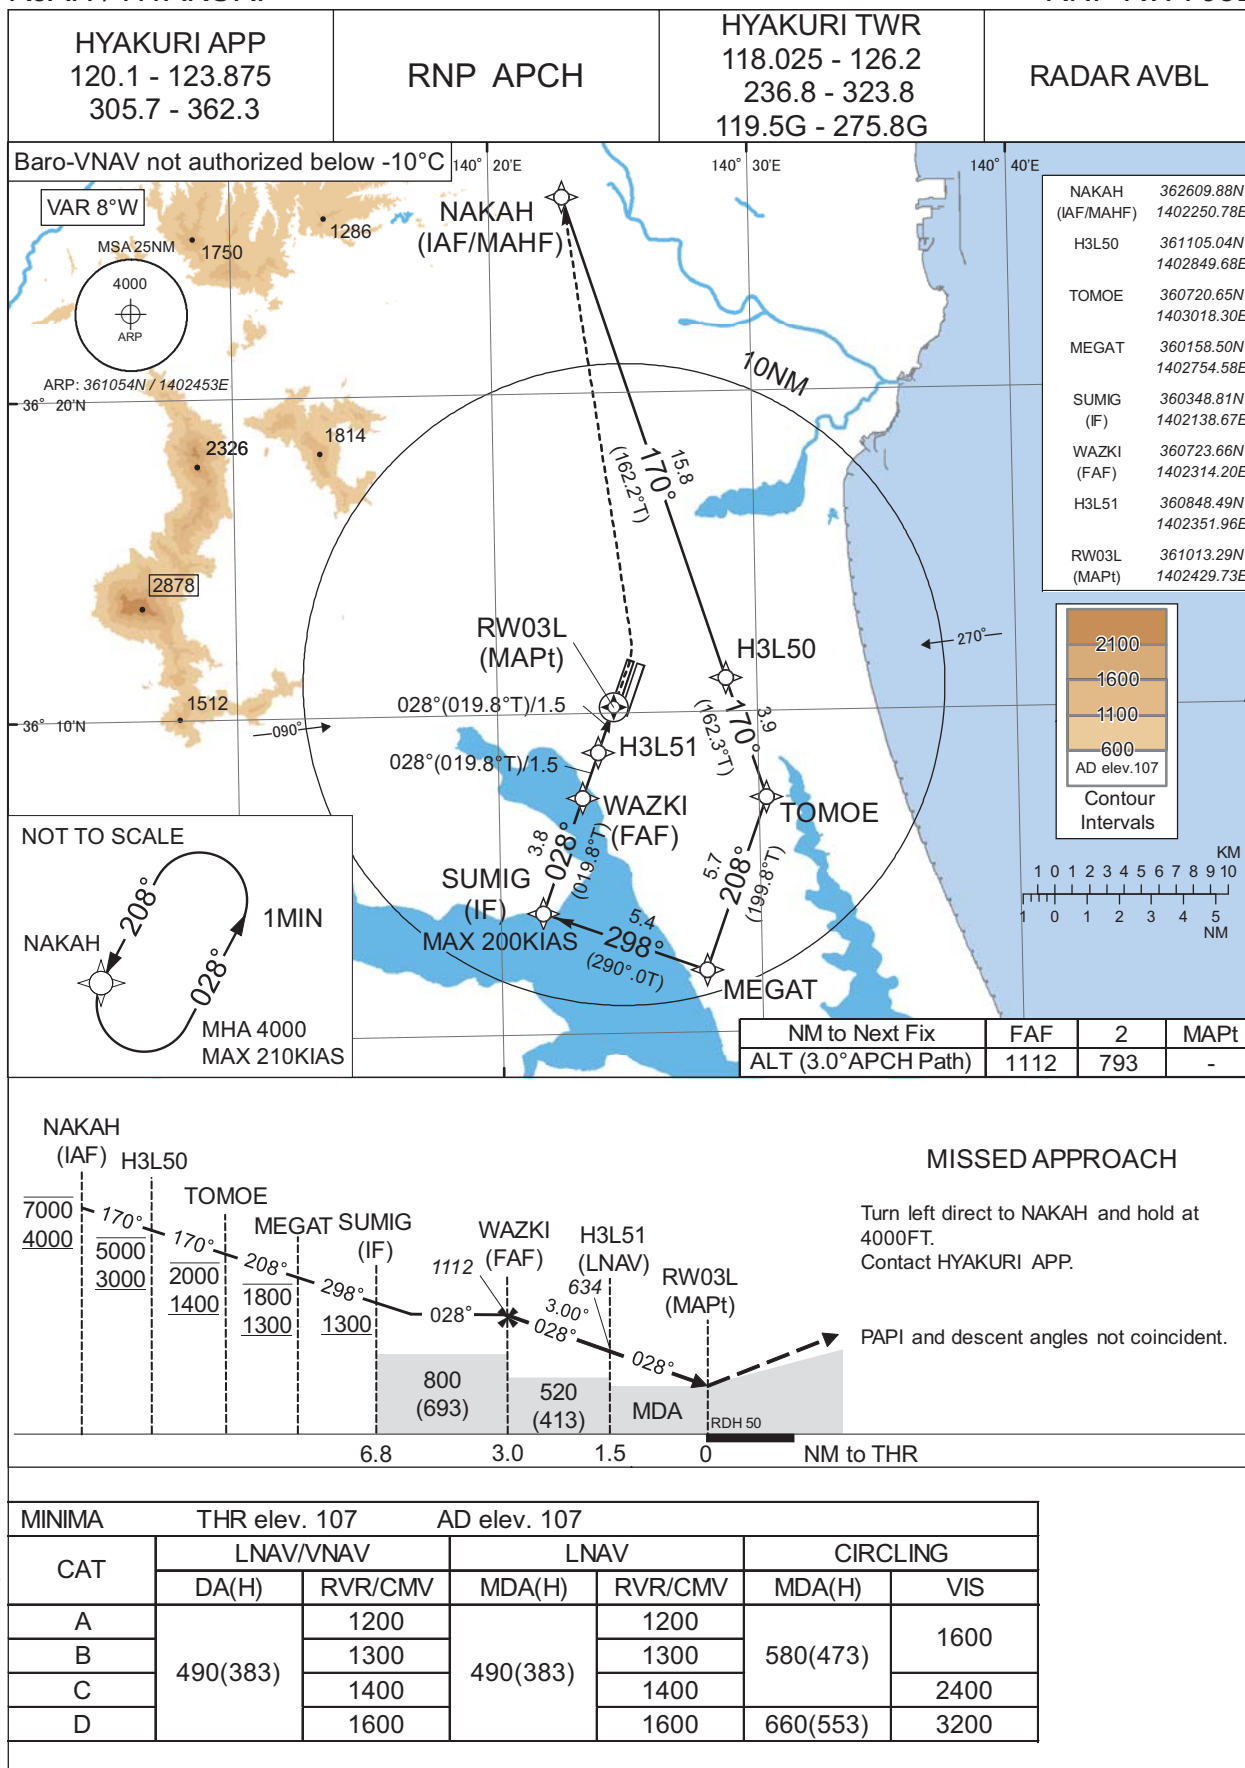 HYAKURI APP
120.1 - 123.875
305.7 - 362.3
RNP APCH
HYAKURI TWR
118.025 - 126.2
236.8 - 323.8
119.5G - 275.8G
RADAR AVBL
Baro-VNAV not authorized below -10°C
140° 20'E
140° 30'E
140° 40'E
VAR 8°W
MSA 25NM
4000
ARP
ARP: 361054N / 1402453E
1750
1286
NAKAH
(IAF/MAHF)
NAKAH 362609.88N
(IAF/MAHF) 1402250.78E
H3L50 361105.04N
1402849.68E
TOMOE 360720.65N
1403018.30E
MEGAT 360158.50N
1402754.58E
SUMIG 360348.81N
(IF) 1402138.67E
WAZKI 360723.66N
(FAF) 1402314.20E
H3L51 360848.49N
1402351.96E
RW03L 361013.29N
(MAPt) 1402429.73E
36° 20'N
10NM
2326
1814
15.8
170°
(162.2°T)
2878
RW03L
(MAPt)
H3L50
270°
2100
1600
1100
600
AD elev.107
Contour
Intervals
1512
028°(019.8°T)/1.5
36° 10'N
090°
H3L51
3.9
170°
(162.3°T)
028°(019.8°T)/1.5
WAZKI
(FAF)
TOMOE
NOT TO SCALE
208°
028°
1MIN
NAKAH
MHA 4000
MAX 210KIAS
3.8
028°
(019.8°T)
5.7
208°
(199.8°T)
SUMIG
(IF)
MAX 200KIAS
5.4
298°
(290°.0T)
MEGAT
KM
1 0 1 2 3 4 5 6 7 8 9 10
1 0 1 2 3 4 5
NM
NM to Next Fix FAF 2 MAPt
ALT (3.0°APCH Path) 1112 793 -
NAKAH
(IAF)
H3L50
TOMOE
MEGAT
SUMIG
(IF)
WAZKI
(FAF)
H3L51
(LNAV)
RW03L
(MAPt)
7000
4000
170°
5000
3000
170°
2000
1400
208°
1800
1300
298°
1300
028°
1112
3.00°
028°
634
028°
800
(693)
520
(413)
MDA
RDH 50
6.8 3.0 1.5 0 NM to THR
MISSED APPROACH
Turn left direct to NAKAH and hold at
4000FT.
Contact HYAKURI APP.
PAPI and descent angles not coincident.
MINIMA THR elev. 107 AD elev. 107
CAT LNAV/VNAV LNAV CIRCLING
DA(H) RVR/CMV MDA(H) RVR/CMV MDA(H) VIS
A 490(383) 1200 490(383) 1200 580(473) 1600
B 1300 1300
C 1400 1400 2400
D 1600 1600 660(553) 3200